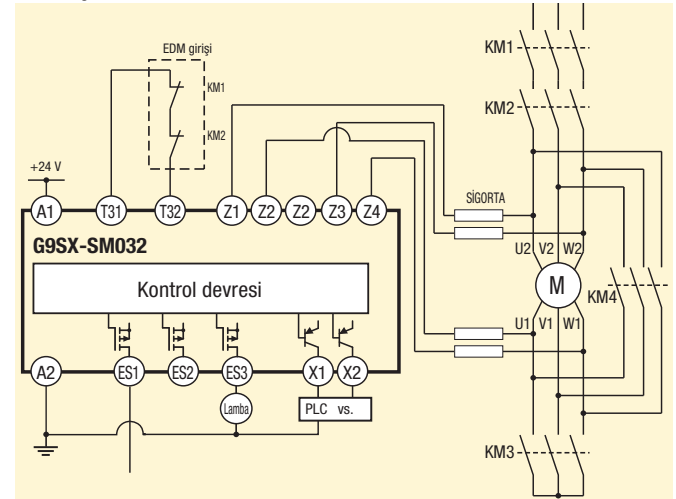 EDM girişi
KM1
KM2
KM1
KM2
+24 V
A1
T31
T32
Z1
Z2
Z2
Z3
Z4
SİGORTA
G9SX-SM032
Kontrol devresi
U2 V2 W2
M
KM4
U1 V1 W1
A2
ES1
ES2
ES3
X1
X2
Lamba
PLC vs.
KM3